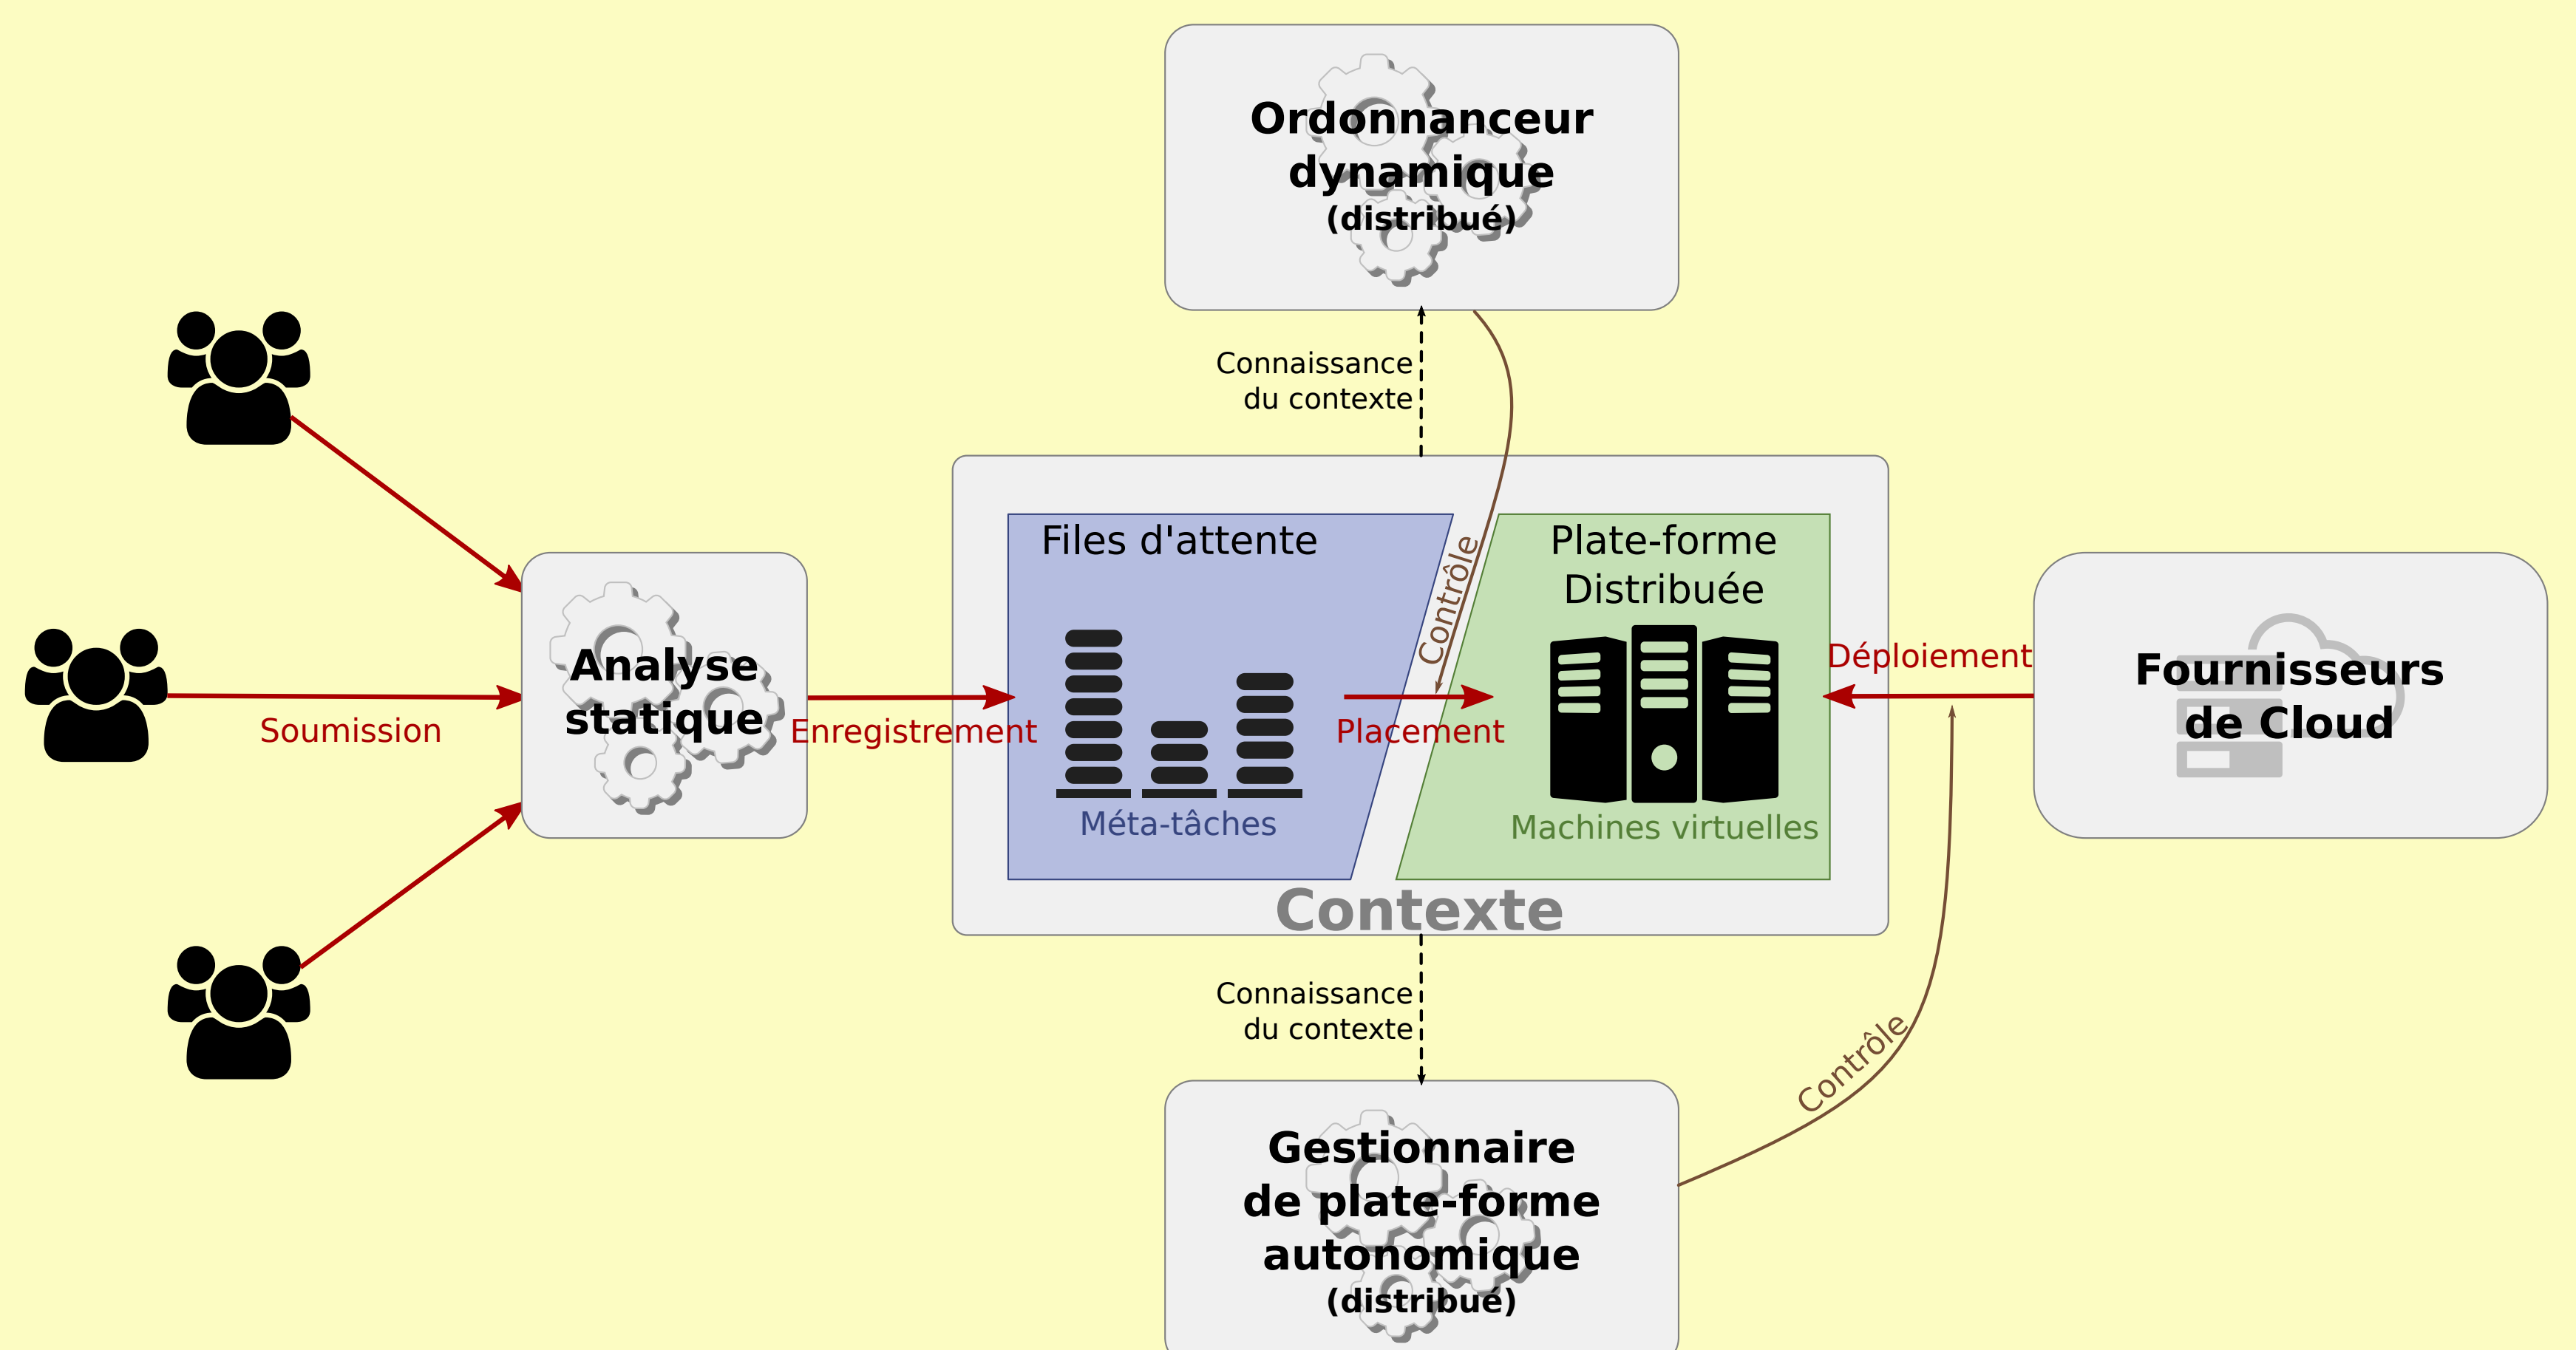 Ordonnanceur
dynamique
(distribué)
Connaissance
du contexte
Contrôle
Files d'attente
Plate-forme
Distribuée
Analyse
statique
Soumission
Enregistrement
Placement
Déploiement
Fournisseurs
de Cloud
Méta-tâches
Machines virtuelles
Contexte
Connaissance
du contexte
Contrôle
Gestionnaire
de plate-forme
autonomique
(distribué)